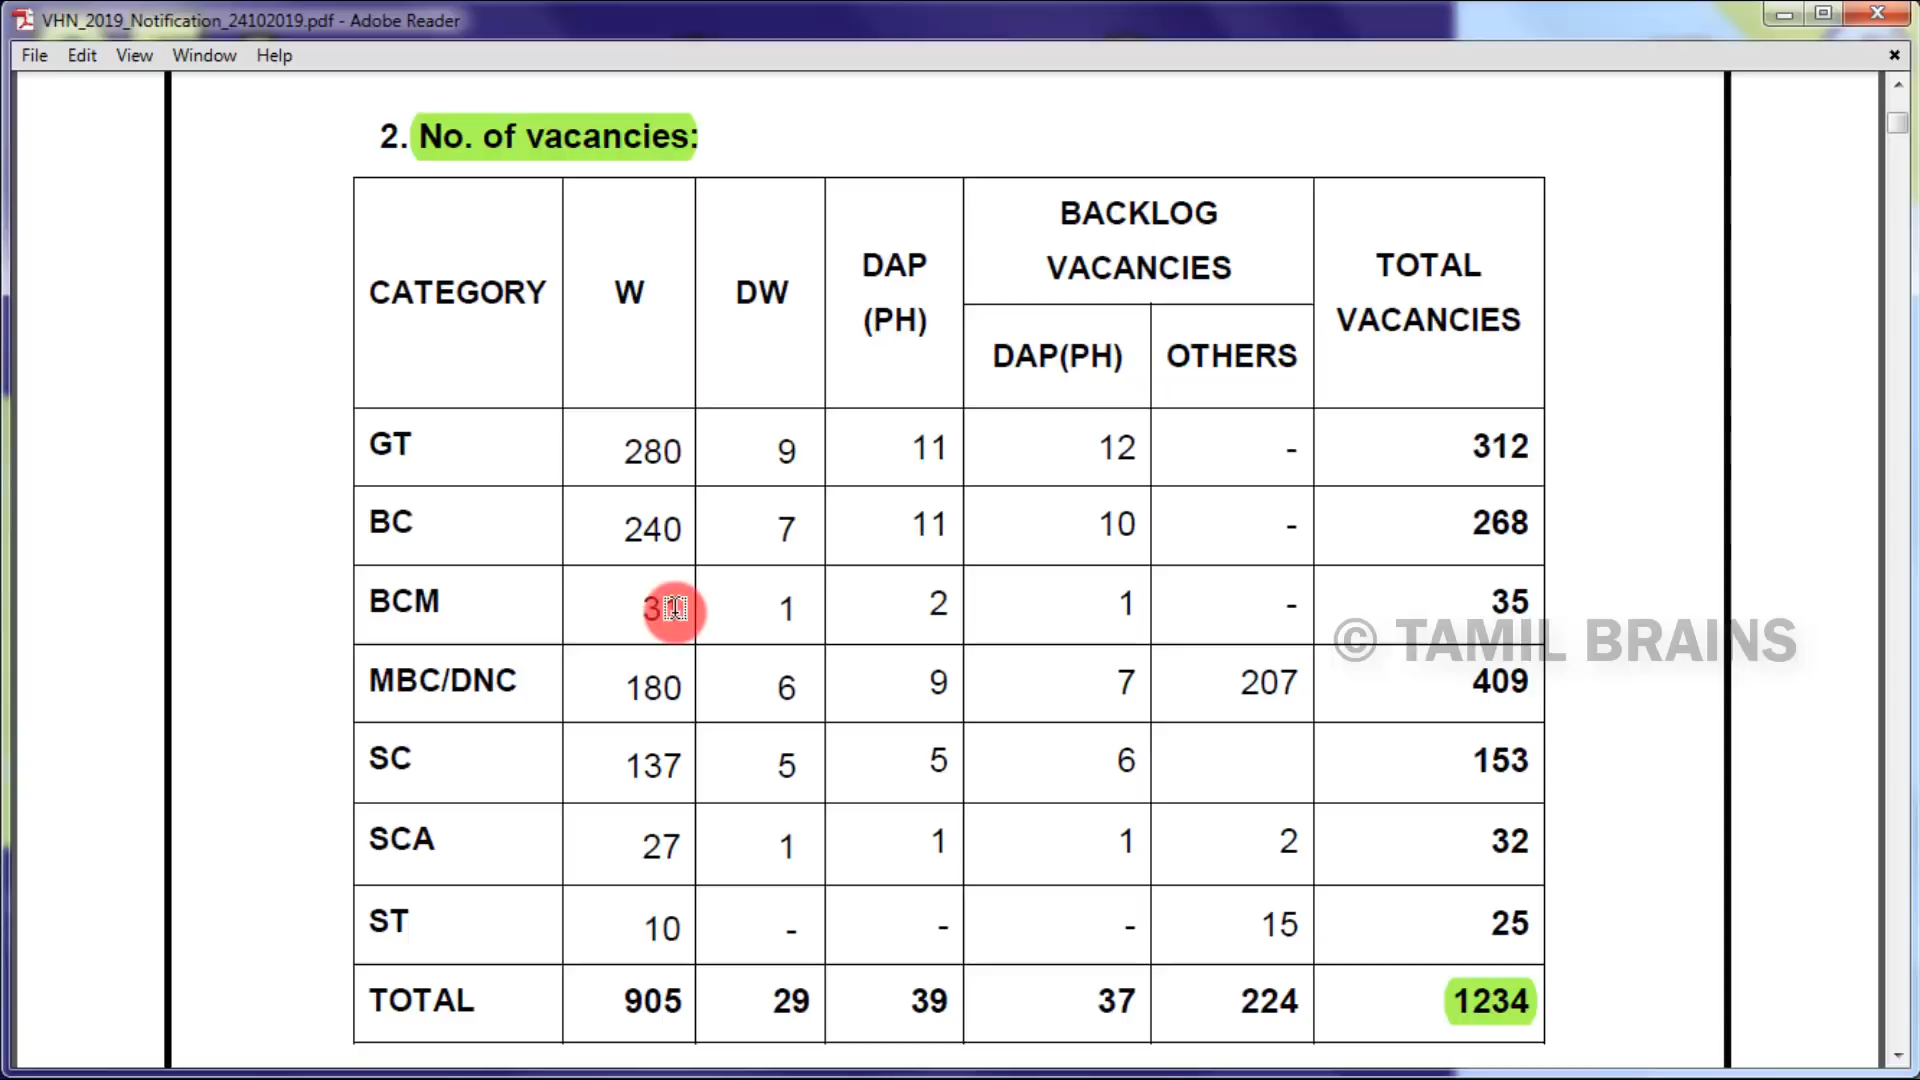 VHN_2019_Notification_24102019.pdf - Adobe Reader
File Edit View Window Help
2. No. of vacancies:
CATEGORY W DW DAP (PH) BACKLOG VACANCIES TOTAL VACANCIES
DAP(PH) OTHERS
GT 280 9 11 12 - 312
BC 240 7 11 10 - 268
BCM 1 2 1 - 35
MBC/DNC 180 6 9 7 207 409
SC 137 5 5 6 153
SCA 27 1 1 1 2 32
ST 10 - - - 15 25
TOTAL 905 29 39 37 224 1234
© TAMIL BRAINS